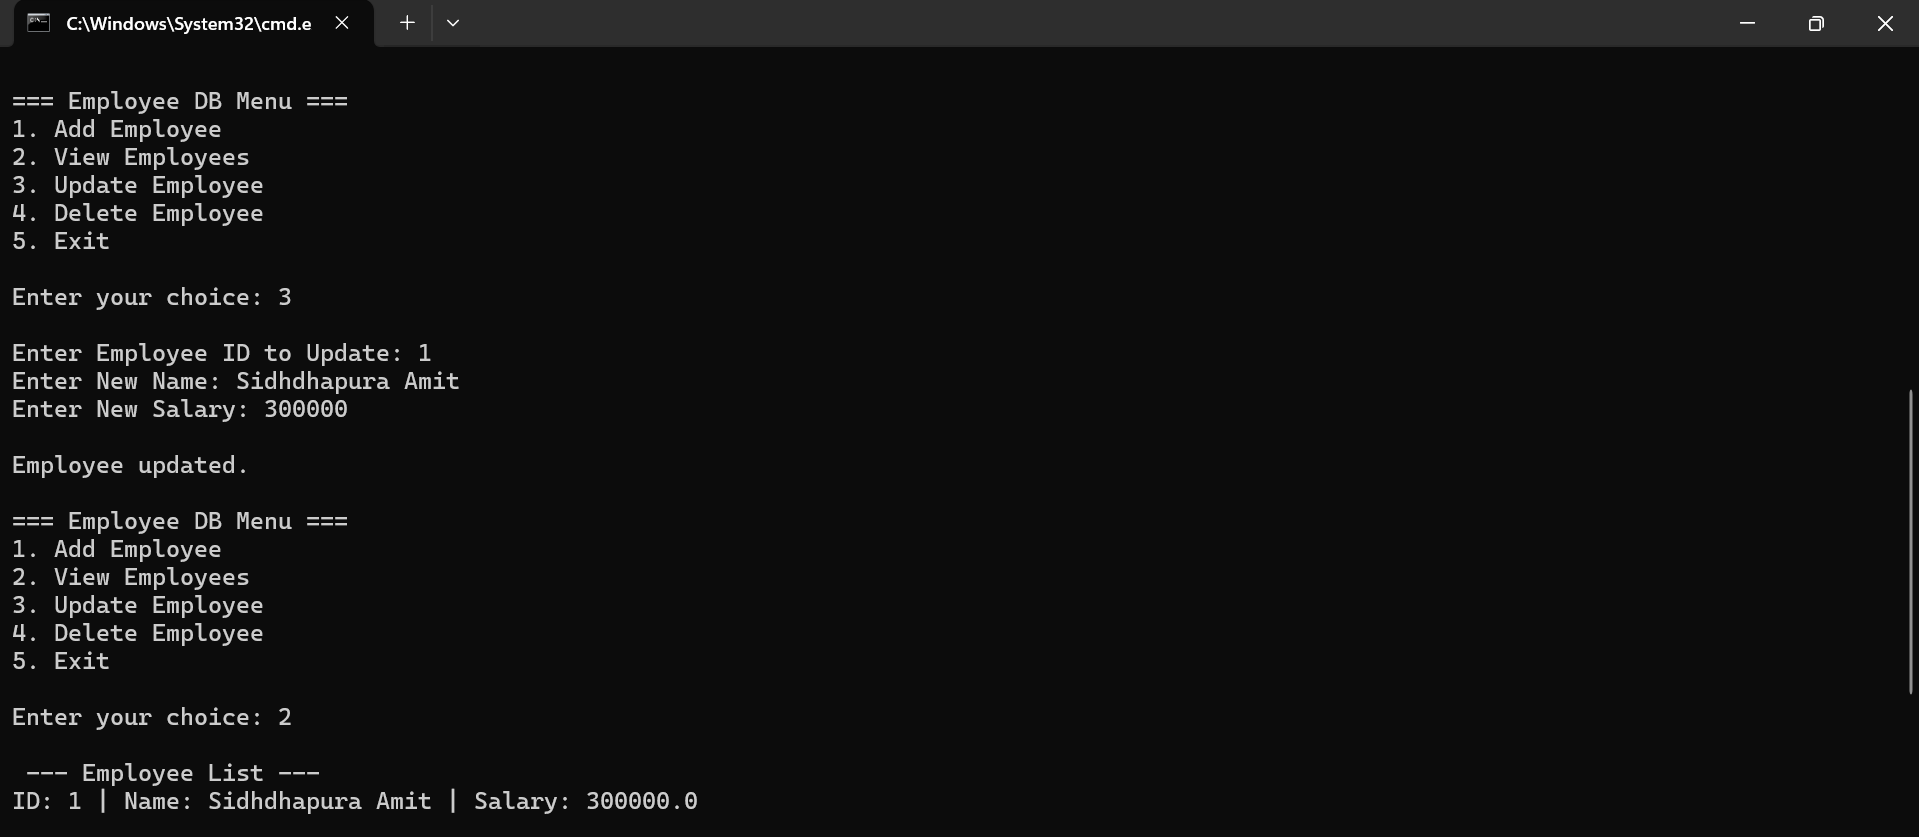 C:\Windows\System32\cmd.e
=== Employee DB Menu ===
1. Add Employee
2. View Employees
3. Update Employee
4. Delete Employee
5. Exit
Enter your choice: 3
Enter Employee ID to Update: 1
Enter New Name: Sidhdhapura Amit
Enter New Salary: 300000
Employee updated.
=== Employee DB Menu ===
1. Add Employee
2. View Employees
3. Update Employee
4. Delete Employee
5. Exit
Enter your choice: 2
--- Employee List ---
ID: 1 | Name: Sidhdhapura Amit | Salary: 300000.0